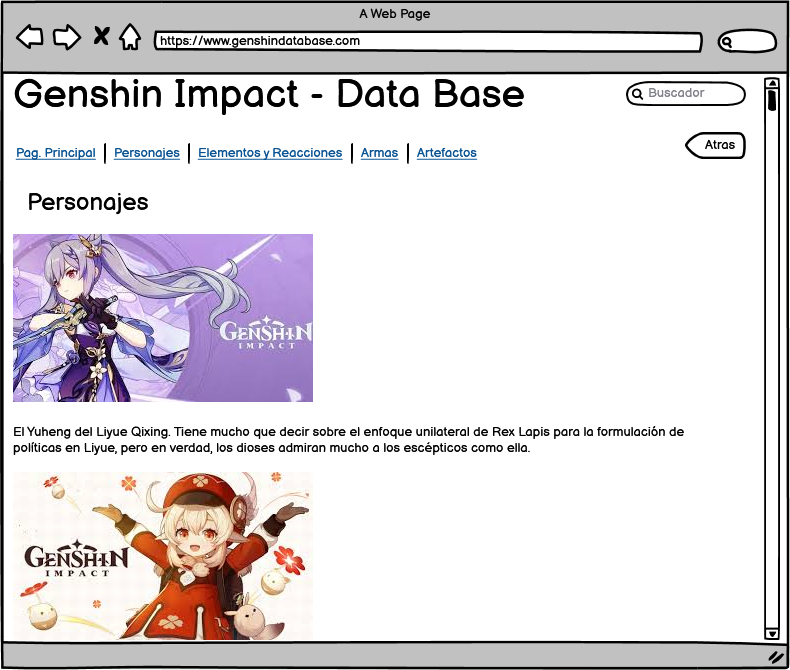 A Web Page
https://www.genshindatabase.com
Genshin Impact - Data Base
Buscador
Pag. Principal
Personajes
Elementos y Reacciones
Armas
Artefactos
Atras
Personajes
GENSHIN
IMPACT
El Yuheng del Liyue Qixing. Tiene mucho que decir sobre el enfoque unilateral de Rex Lapis para la formulación de
políticas en Liyue, pero en verdad, los dioses admiran mucho a los escépticos como ella.
GENSHIN
IMPACT